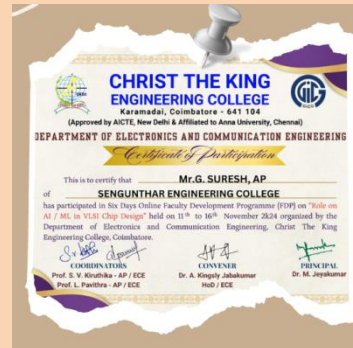 CHRIST THE KING
ENGINEERING COLLEGE
Karamadai, Coimbatore - 641 104
(Approved by AICTE, New Delhi & Affiliated to Anna University, Chennai)
DEPARTMENT OF ELECTRONICS AND COMMUNICATION ENGINEERING
Certificate of Participation
This is to certify that Mr.G. SURESH, AP
of SENGUNTHAR ENGINEERING COLLEGE
has participated in Six Days Online Faculty Development Programme (FDP) on "Role on
AI / ML in VLSI Chip Design" held on 11th to 16th November 2k24 organized by the
Department of Electronics and Communication Engineering, Christ The King
Engineering College, Coimbatore.
COORDINATORS
Prof. S. V. Kiruthika - AP / ECE
Prof. L. Pavithra - AP / ECE
CONVENER
Dr. A. Kingsly Jabakumar
HoD / ECE
PRINCIPAL
Dr. M. Jeyakumar